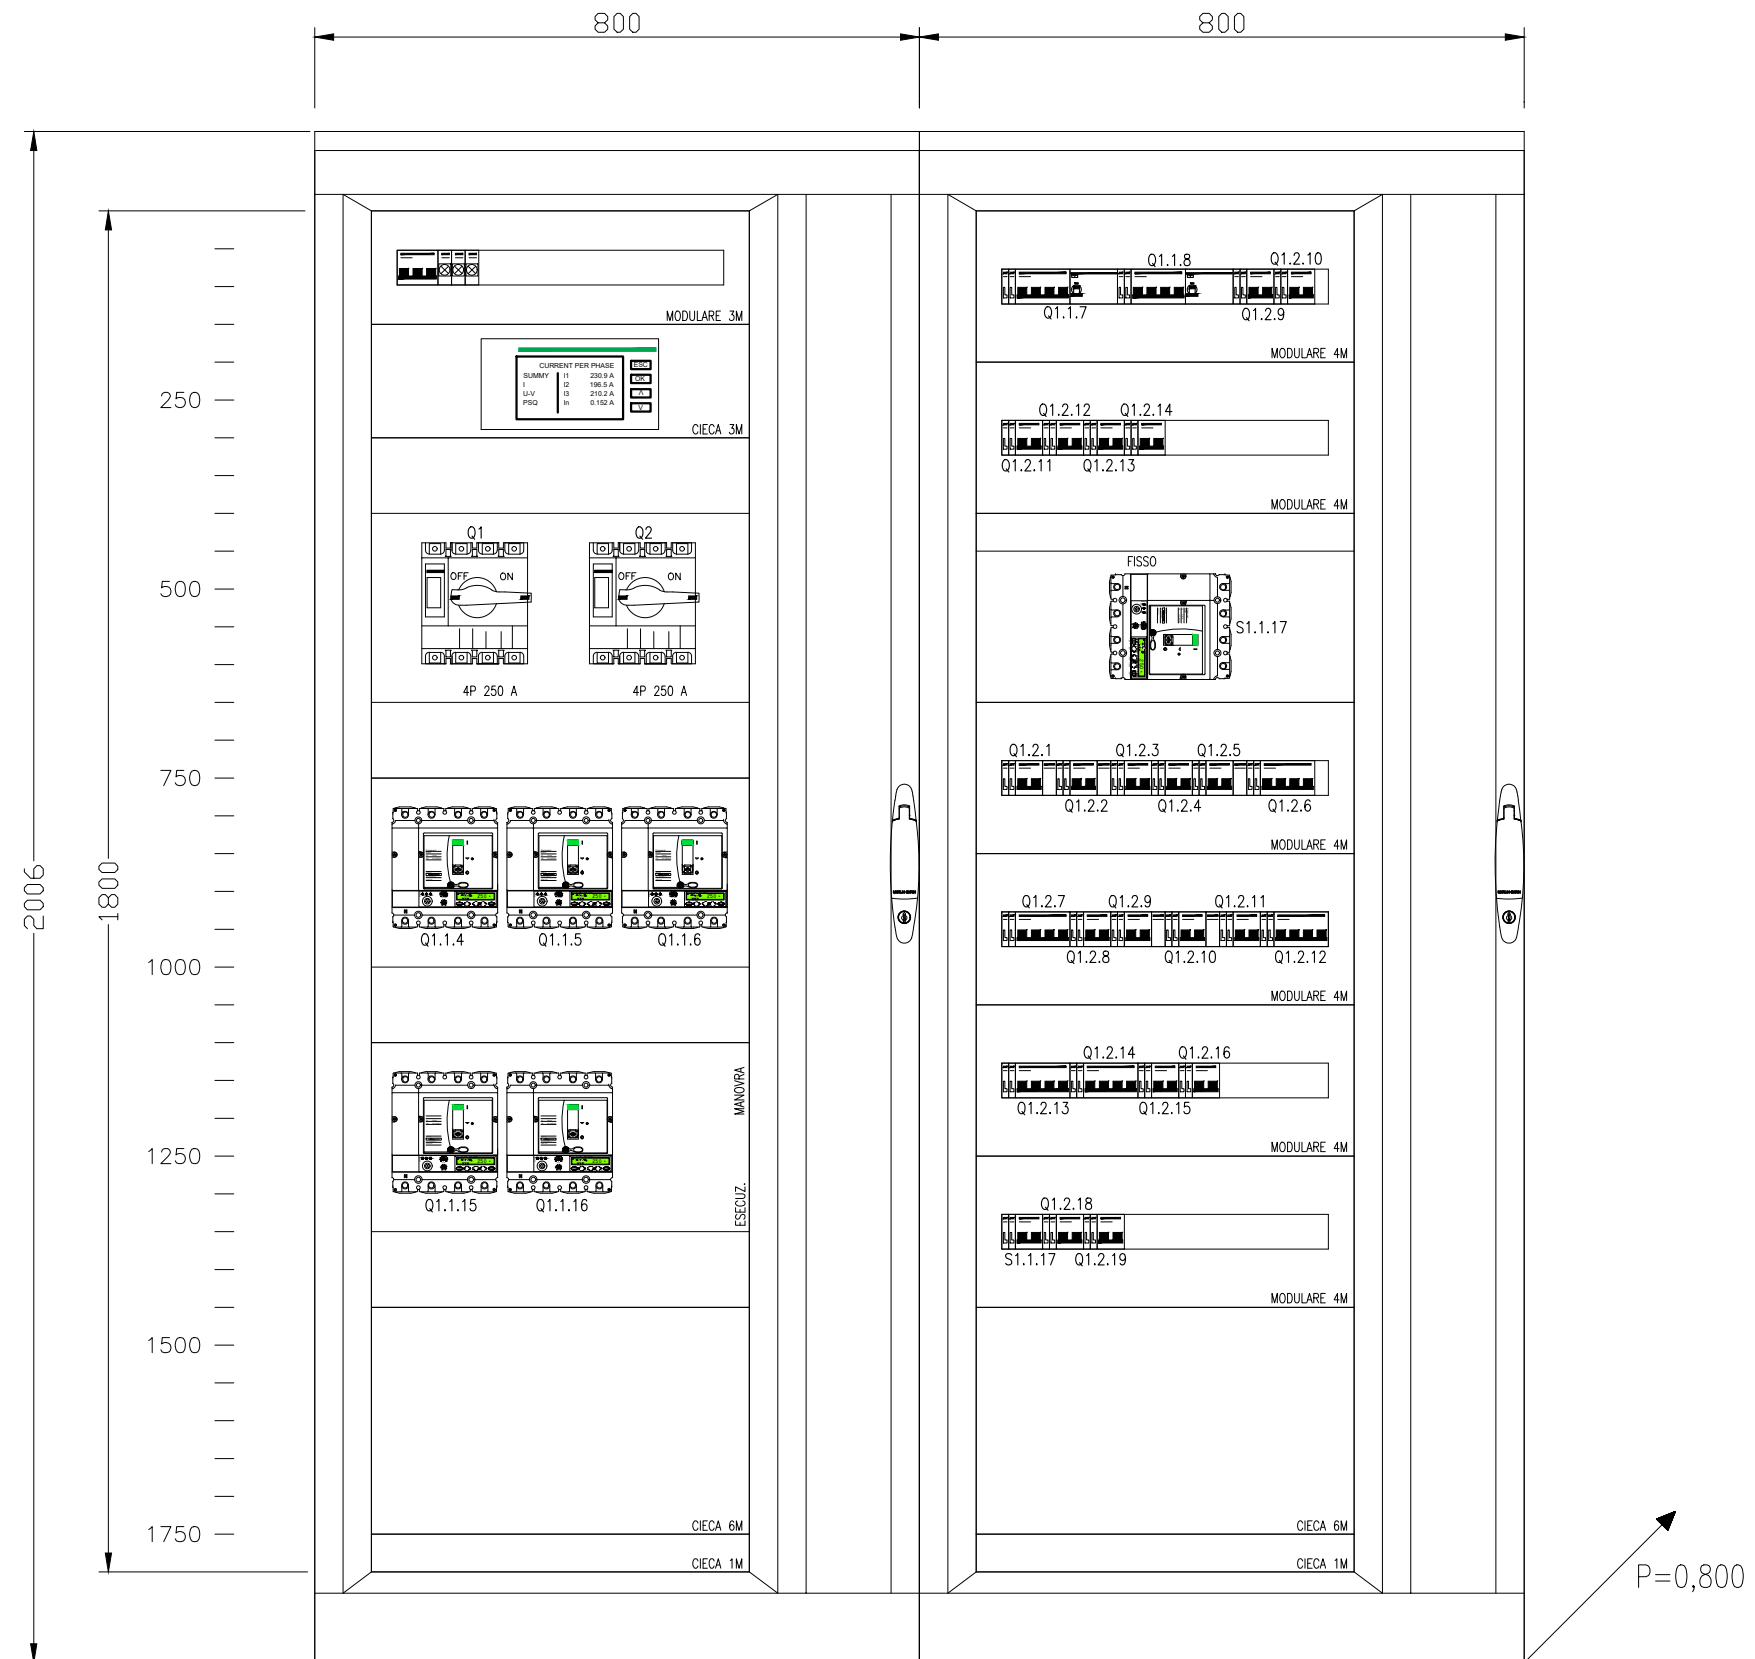 800
800
2006
1800
250
500
750
1000
1250
1500
1750
MODULARE 3M
CURRENT PER PHASE
SUMMY I1 230.9 A
I I2 196.5 A
U-V I3 210.2 A
PSQ In 0.152 A
ESC
OK
CIECA 3M
Q1
Q2
OFF ON
OFF ON
4P 250 A
4P 250 A
Q1.1.4
Q1.1.5
Q1.1.6
MANOVRA
ESECUZ.
Q1.1.15
Q1.1.16
CIECA 6M
CIECA 1M
Q1.1.8
Q1.2.10
Q1.1.7
Q1.2.9
MODULARE 4M
Q1.2.12
Q1.2.14
Q1.2.11
Q1.2.13
MODULARE 4M
FISSO
S1.1.17
Q1.2.1
Q1.2.3
Q1.2.5
Q1.2.2
Q1.2.4
Q1.2.6
MODULARE 4M
Q1.2.7
Q1.2.9
Q1.2.11
Q1.2.8
Q1.2.10
Q1.2.12
MODULARE 4M
Q1.2.14
Q1.2.16
Q1.2.13
Q1.2.15
MODULARE 4M
Q1.2.18
S1.1.17
Q1.2.19
MODULARE 4M
CIECA 6M
CIECA 1M
P=0,800